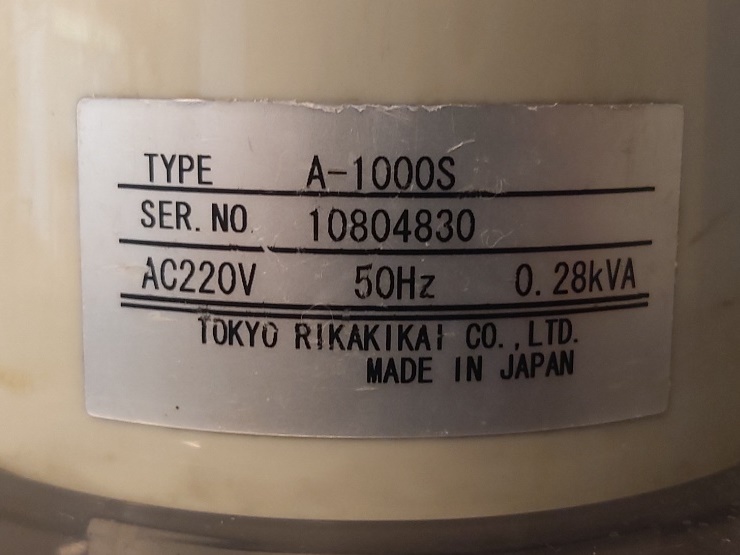 TYPE A-1000S
SER. NO 10804830
AC220V 50Hz 0.28kVA
TOKYO RIKAKIKAI CO.,LTD.
MADE IN JAPAN